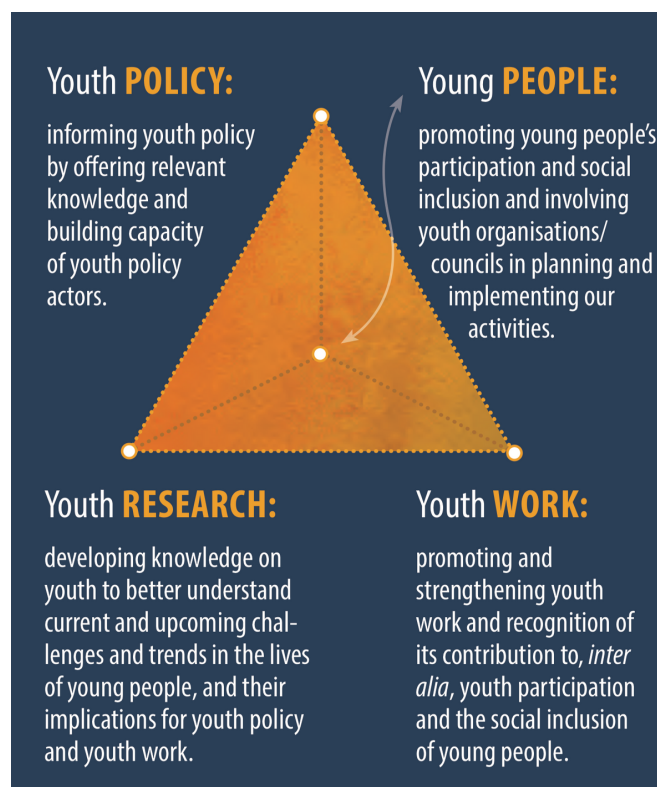 Youth POLICY:
informing youth policy
by offering relevant
knowledge and
building capacity
of youth policy
actors.
Young PEOPLE:
promoting young people's
participation and social
inclusion and involving
youth organisations/
councils in planning and
implementing our
activities.
Youth RESEARCH:
developing knowledge on
youth to better understand
current and upcoming chal-
lenges and trends in the lives
of young people, and their
implications for youth policy
and youth work.
Youth WORK:
promoting and
strengthening youth
work and recognition of
its contribution to, inter
alia, youth participation
and the social inclusion
of young people.